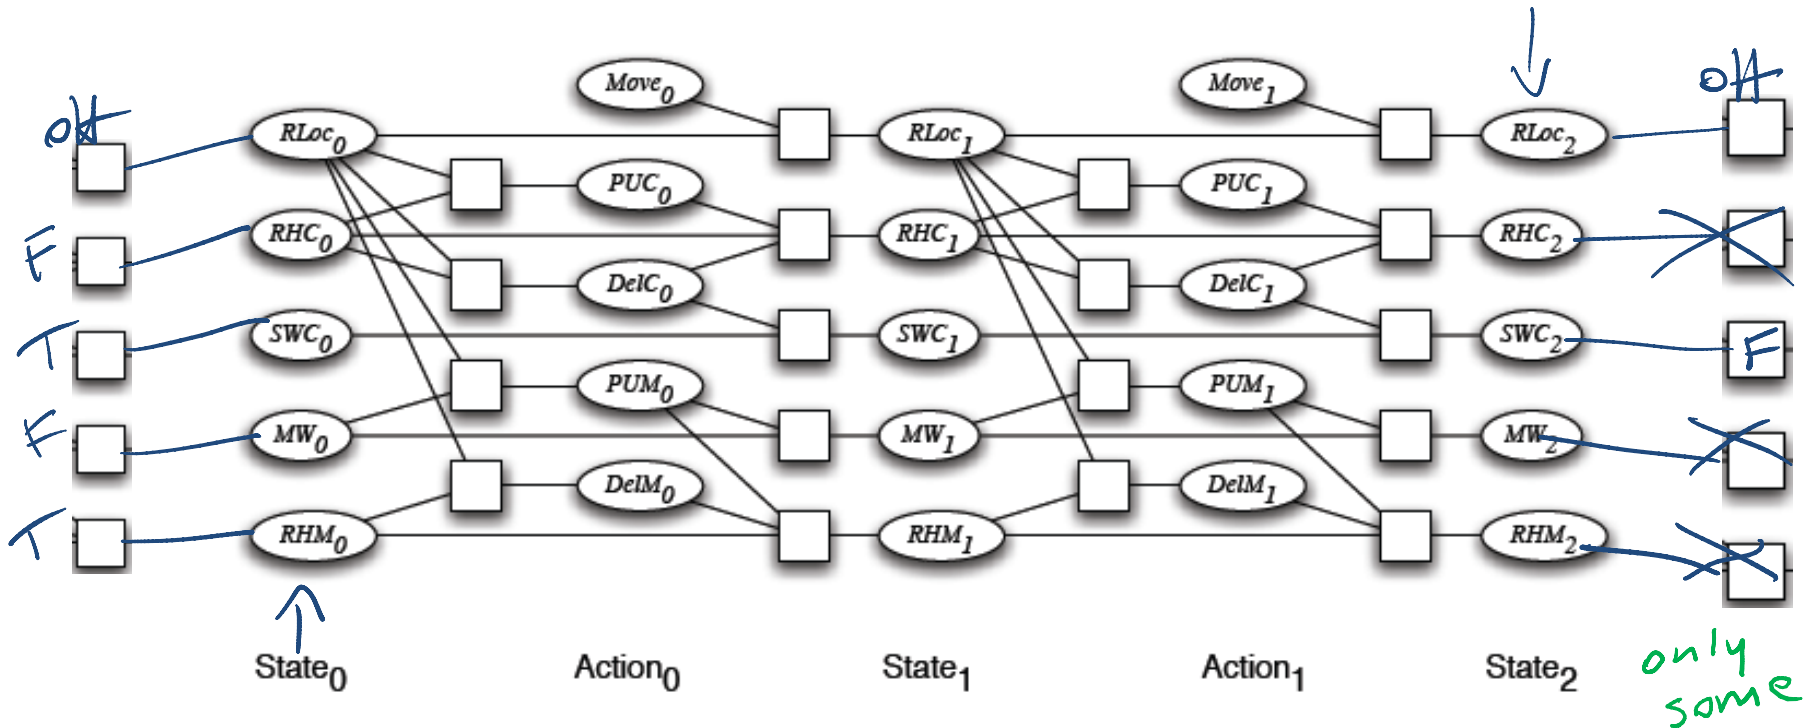 off
F
T
F
T
RLoc0
RHC0
SWC0
MW0
RHM0
State0
Move0
PUC0
DelC0
PUM0
DelM0
Action0
RLoc1
RHC1
SWC1
MW1
RHM1
State1
Move1
PUC1
DelC1
PUM1
DelM1
Action1
RLoc2
RHC2
SWC2
MW2
RHM2
State2
off
F
only
some